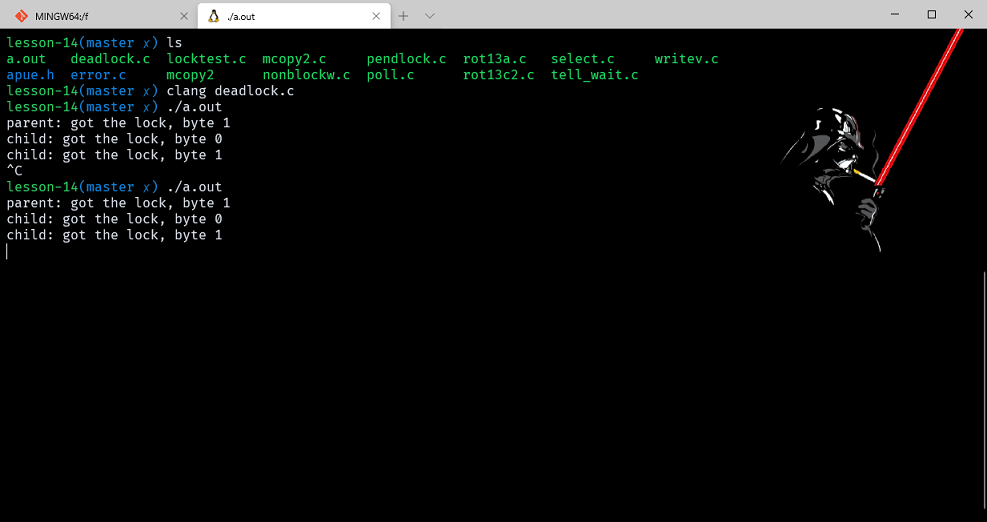 MINGW64:/f
./a.out
lesson-14(master ✗) ls
a.out deadlock.c locktest.c mcopy2.c pendlock.c rot13a.c select.c writev.c
apue.h error.c mcopy2 nonblockw.c poll.c rot13c2.c tell_wait.c
lesson-14(master ✗) clang deadlock.c
lesson-14(master ✗) ./a.out
parent: got the lock, byte 1
child: got the lock, byte 0
child: got the lock, byte 1
^C
lesson-14(master ✗) ./a.out
parent: got the lock, byte 1
child: got the lock, byte 0
child: got the lock, byte 1